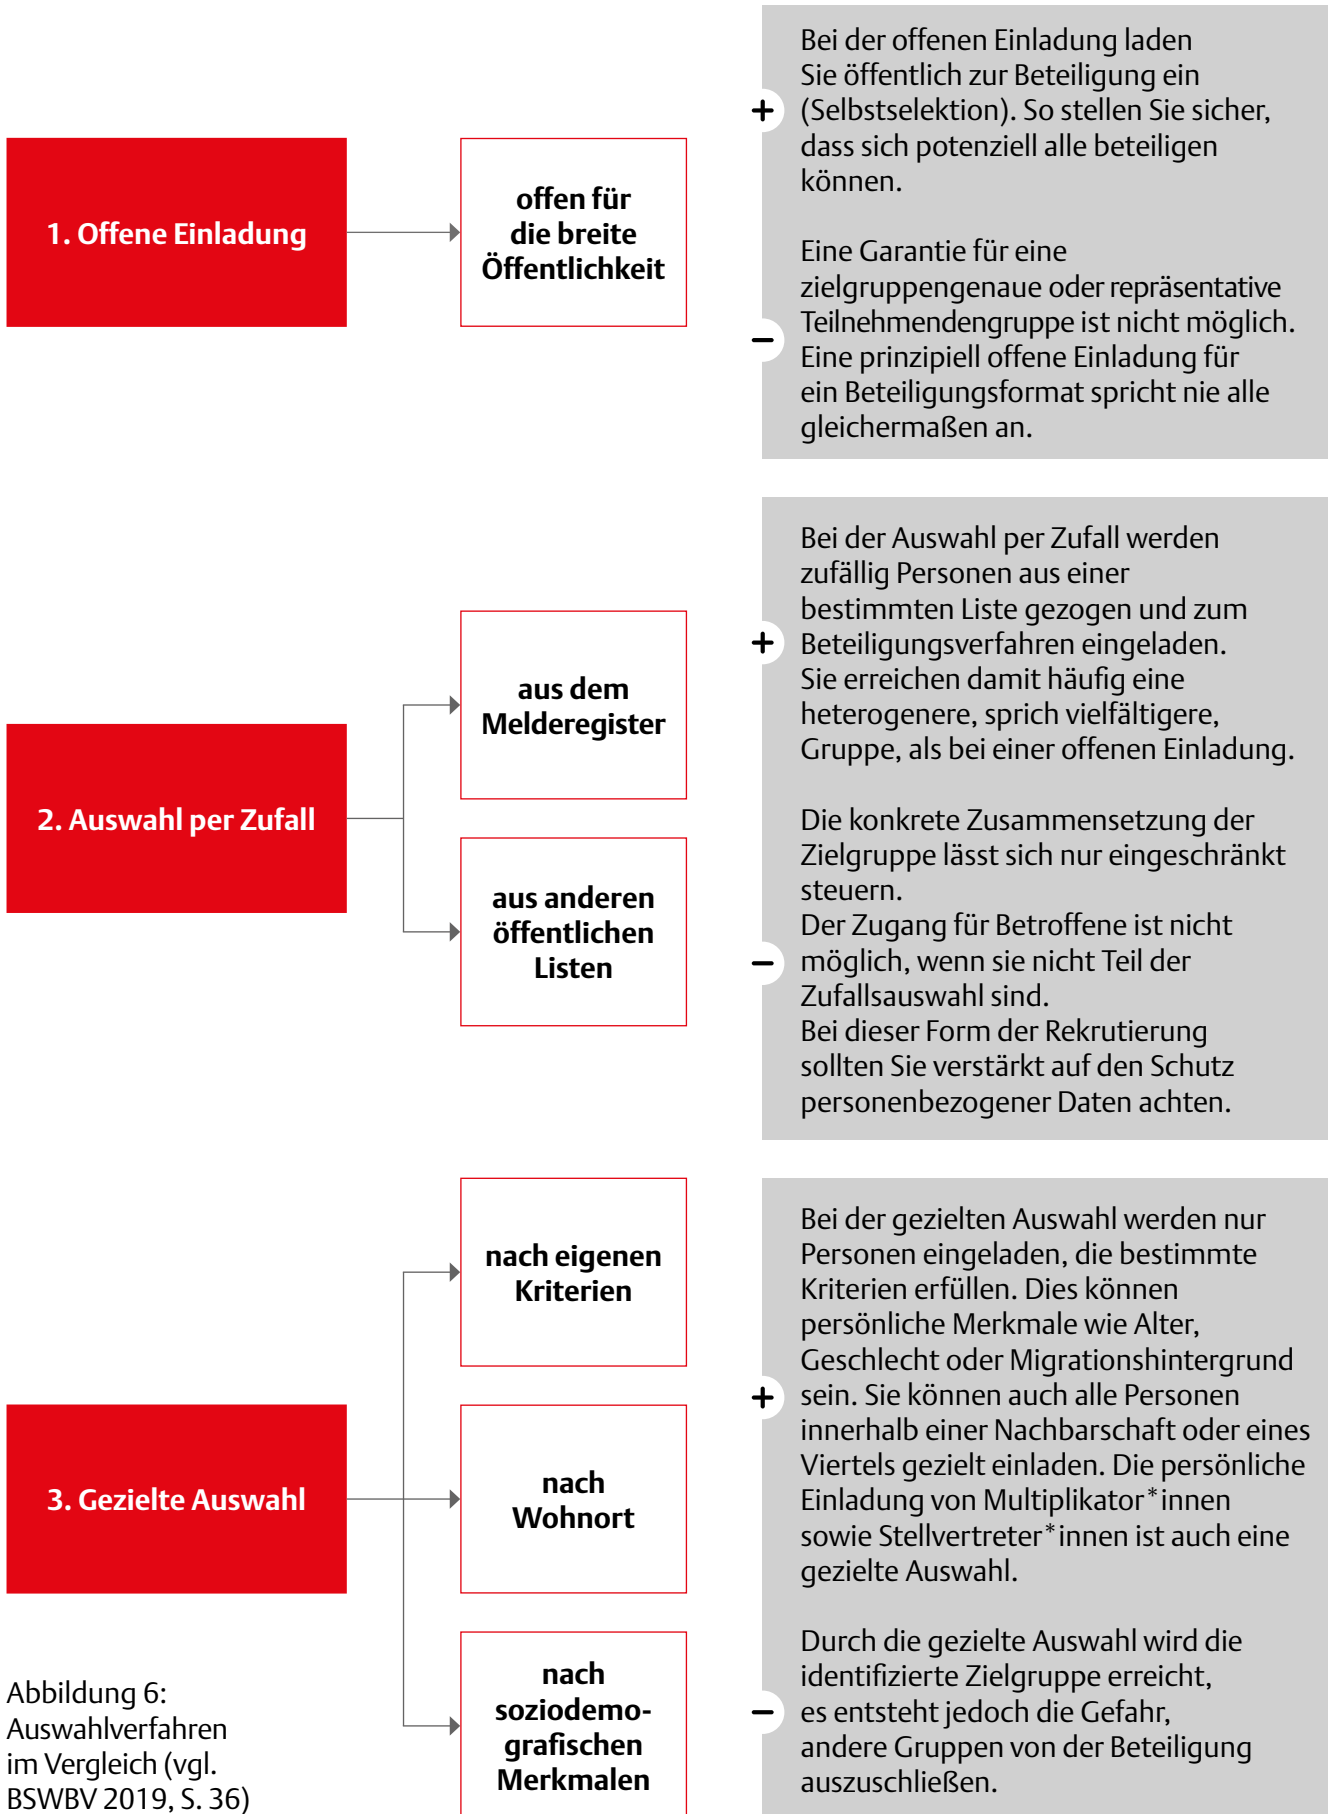 1. Offene Einladung
offen für
die breite
Öffentlichkeit
+
Bei der offenen Einladung laden
Sie öffentlich zur Beteiligung ein
(Selbstselektion). So stellen Sie sicher,
dass sich potenziell alle beteiligen
können.
–
Eine Garantie für eine
zielgruppengenaue oder repräsentative
Teilnehmendengruppe ist nicht möglich.
Eine prinzipiell offene Einladung für
ein Beteiligungsformat spricht nie alle
gleichermaßen an.
2. Auswahl per Zufall
aus dem
Melderegister
aus anderen
öffentlichen
Listen
+
Bei der Auswahl per Zufall werden
zufällig Personen aus einer
bestimmten Liste gezogen und zum
Beteiligungsverfahren eingeladen.
Sie erreichen damit häufig eine
heterogenere, sprich vielfältigere,
Gruppe, als bei einer offenen Einladung.
–
Die konkrete Zusammensetzung der
Zielgruppe lässt sich nur eingeschränkt
steuern.
Der Zugang für Betroffene ist nicht
möglich, wenn sie nicht Teil der
Zufallsauswahl sind.
Bei dieser Form der Rekrutierung
sollten Sie verstärkt auf den Schutz
personenbezogener Daten achten.
3. Gezielte Auswahl
nach eigenen
Kriterien
nach
Wohnort
nach
soziodemo-
grafischen
Merkmalen
+
Bei der gezielten Auswahl werden nur
Personen eingeladen, die bestimmte
Kriterien erfüllen. Dies können
persönliche Merkmale wie Alter,
Geschlecht oder Migrationshintergrund
sein. Sie können auch alle Personen
innerhalb einer Nachbarschaft oder eines
Viertels gezielt einladen. Die persönliche
Einladung von Multiplikator*innen
sowie Stellvertreter*innen ist auch eine
gezielte Auswahl.
–
Durch die gezielte Auswahl wird die
identifizierte Zielgruppe erreicht,
es entsteht jedoch die Gefahr,
andere Gruppen von der Beteiligung
auszuschließen.
Abbildung 6:
Auswahlverfahren
im Vergleich (vgl.
BSWBV 2019, S. 36)